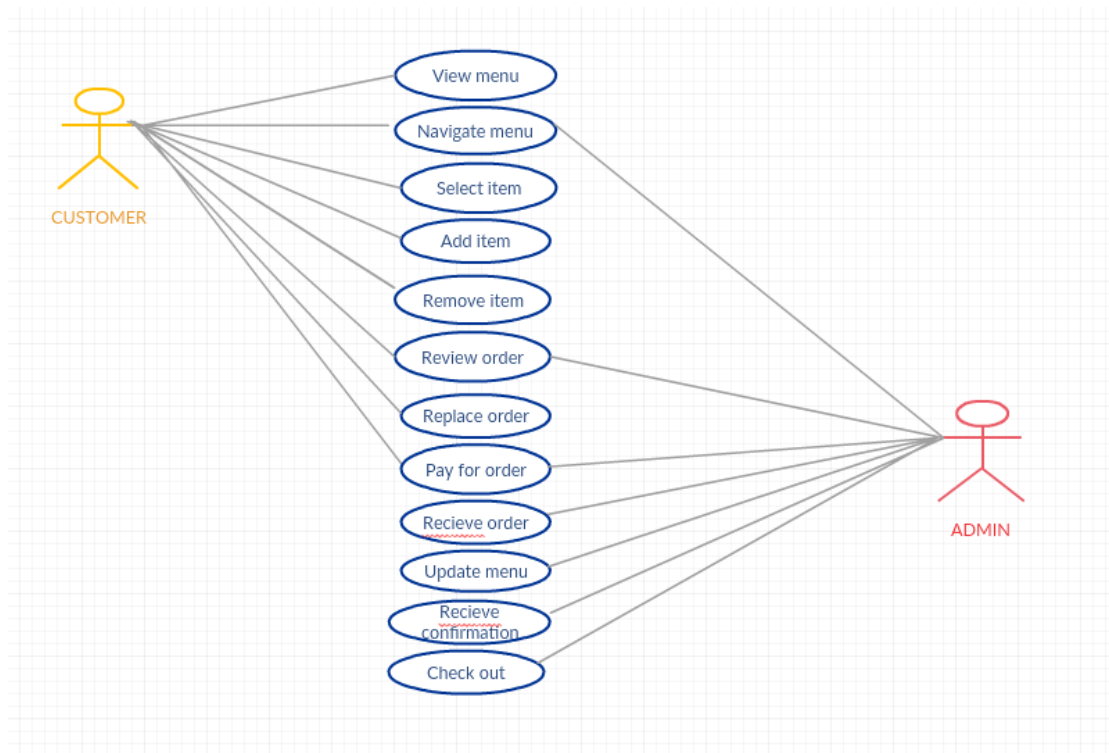 View menu
Navigate menu
Select item
CUSTOMER
Add item
Remove item
Review order
Replace order
Pay for order
Recieve order
ADMIN
Update menu
Recieve
confirmation
Check out